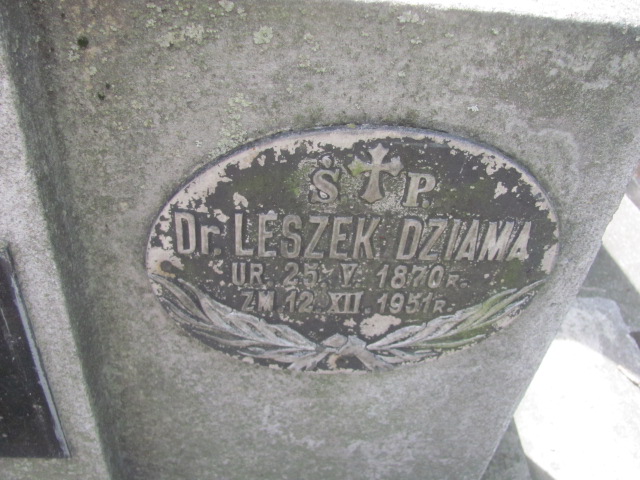 Ś P.
Dr. LESZEK DZIAMA
UR. 25. V. 1870 R.
ZM 12. XII. 1951 R.